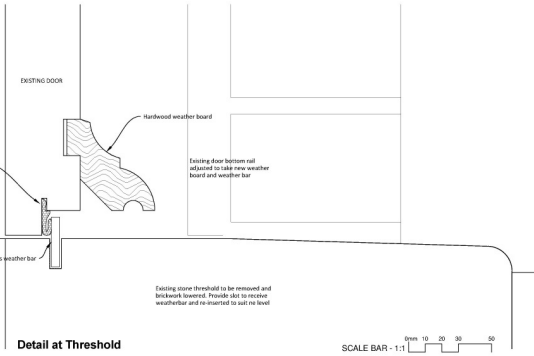 EXISTING DOOR
Hardwood weather board
Existing door bottom rail
adjusted to take new weather
board and weather bar
s weather bar
Existing stone threshold to be removed and
brickwork lowered. Provide slot to receive
weatherbar and re-inserted to suit ne level
Detail at Threshold
SCALE BAR - 1:1
0mm 10 20 30 50